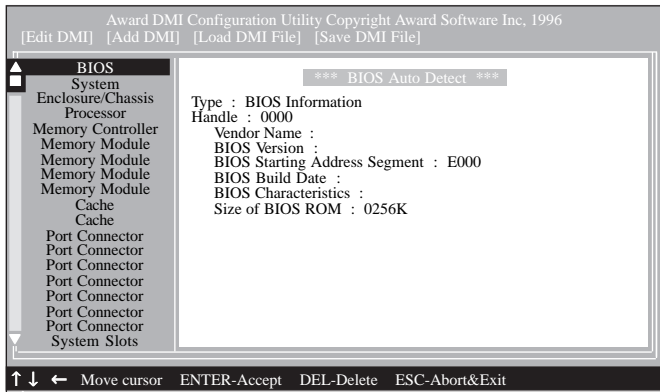 Award DMI Configuration Utility Copyright Award Software Inc, 1996
[Edit DMI] [Add DMI] [Load DMI File] [Save DMI File]
BIOS
System
Enclosure/Chassis
Processor
Memory Controller
Memory Module
Memory Module
Memory Module
Memory Module
Cache
Cache
Port Connector
Port Connector
Port Connector
Port Connector
Port Connector
Port Connector
Port Connector
System Slots
*** BIOS Auto Detect ***
Type : BIOS Information
Handle : 0000
Vendor Name :
BIOS Version :
BIOS Starting Address Segment : E000
BIOS Build Date :
BIOS Characteristics :
Size of BIOS ROM : 0256K
↑↓ ← Move cursor ENTER-Accept DEL-Delete ESC-Abort&Exit